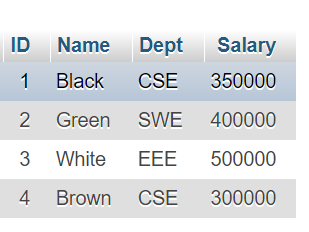 ID Name Dept Salary
1 Black CSE 350000
2 Green SWE 400000
3 White EEE 500000
4 Brown CSE 300000